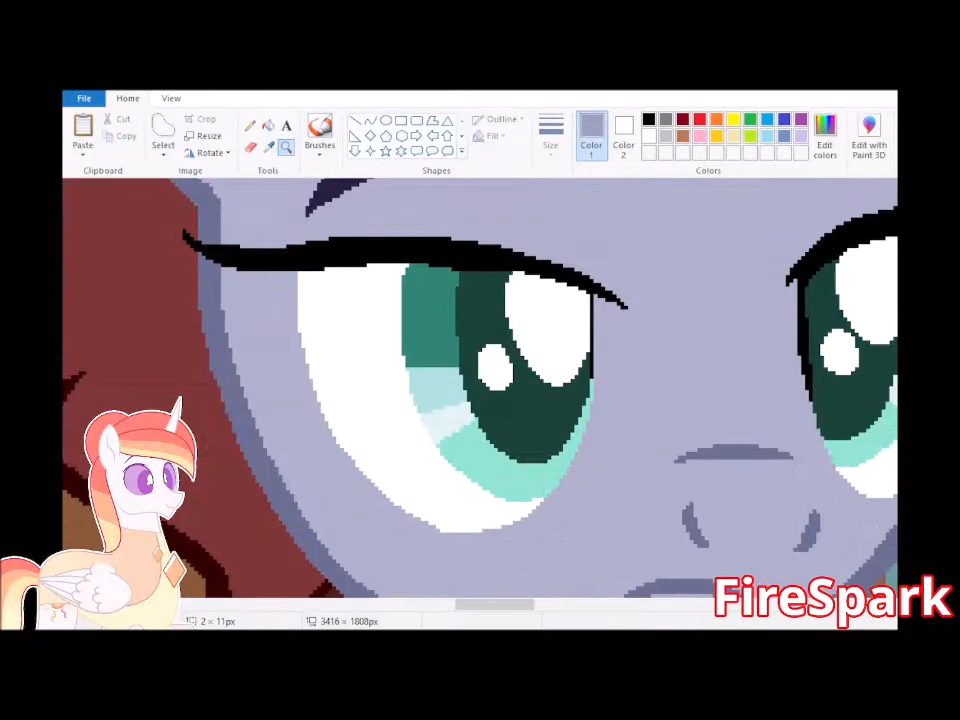 File Home View
Paste Cut Copy Clipboard
Select Crop Resize Rotate Image
Tools
Brushes
Outline Fill Shapes
Size
Color 1 Color 2 Edit colors Colors
Edit with Paint 3D
2 × 11px 3416 × 1808px
FireSpark